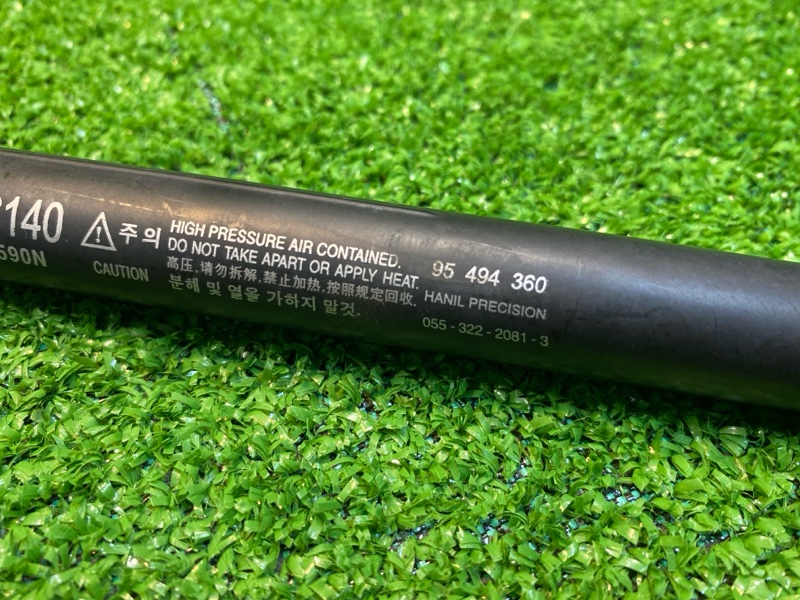 140
590N
주의
CAUTION
HIGH PRESSURE AIR CONTAINED.
DO NOT TAKE APART OR APPLY HEAT.
高压,请勿拆解,禁止加热,按照规定回收.
분해 및 열을 가하지 말것.
95 494 360
HANIL PRECISION
055-322-2081-3